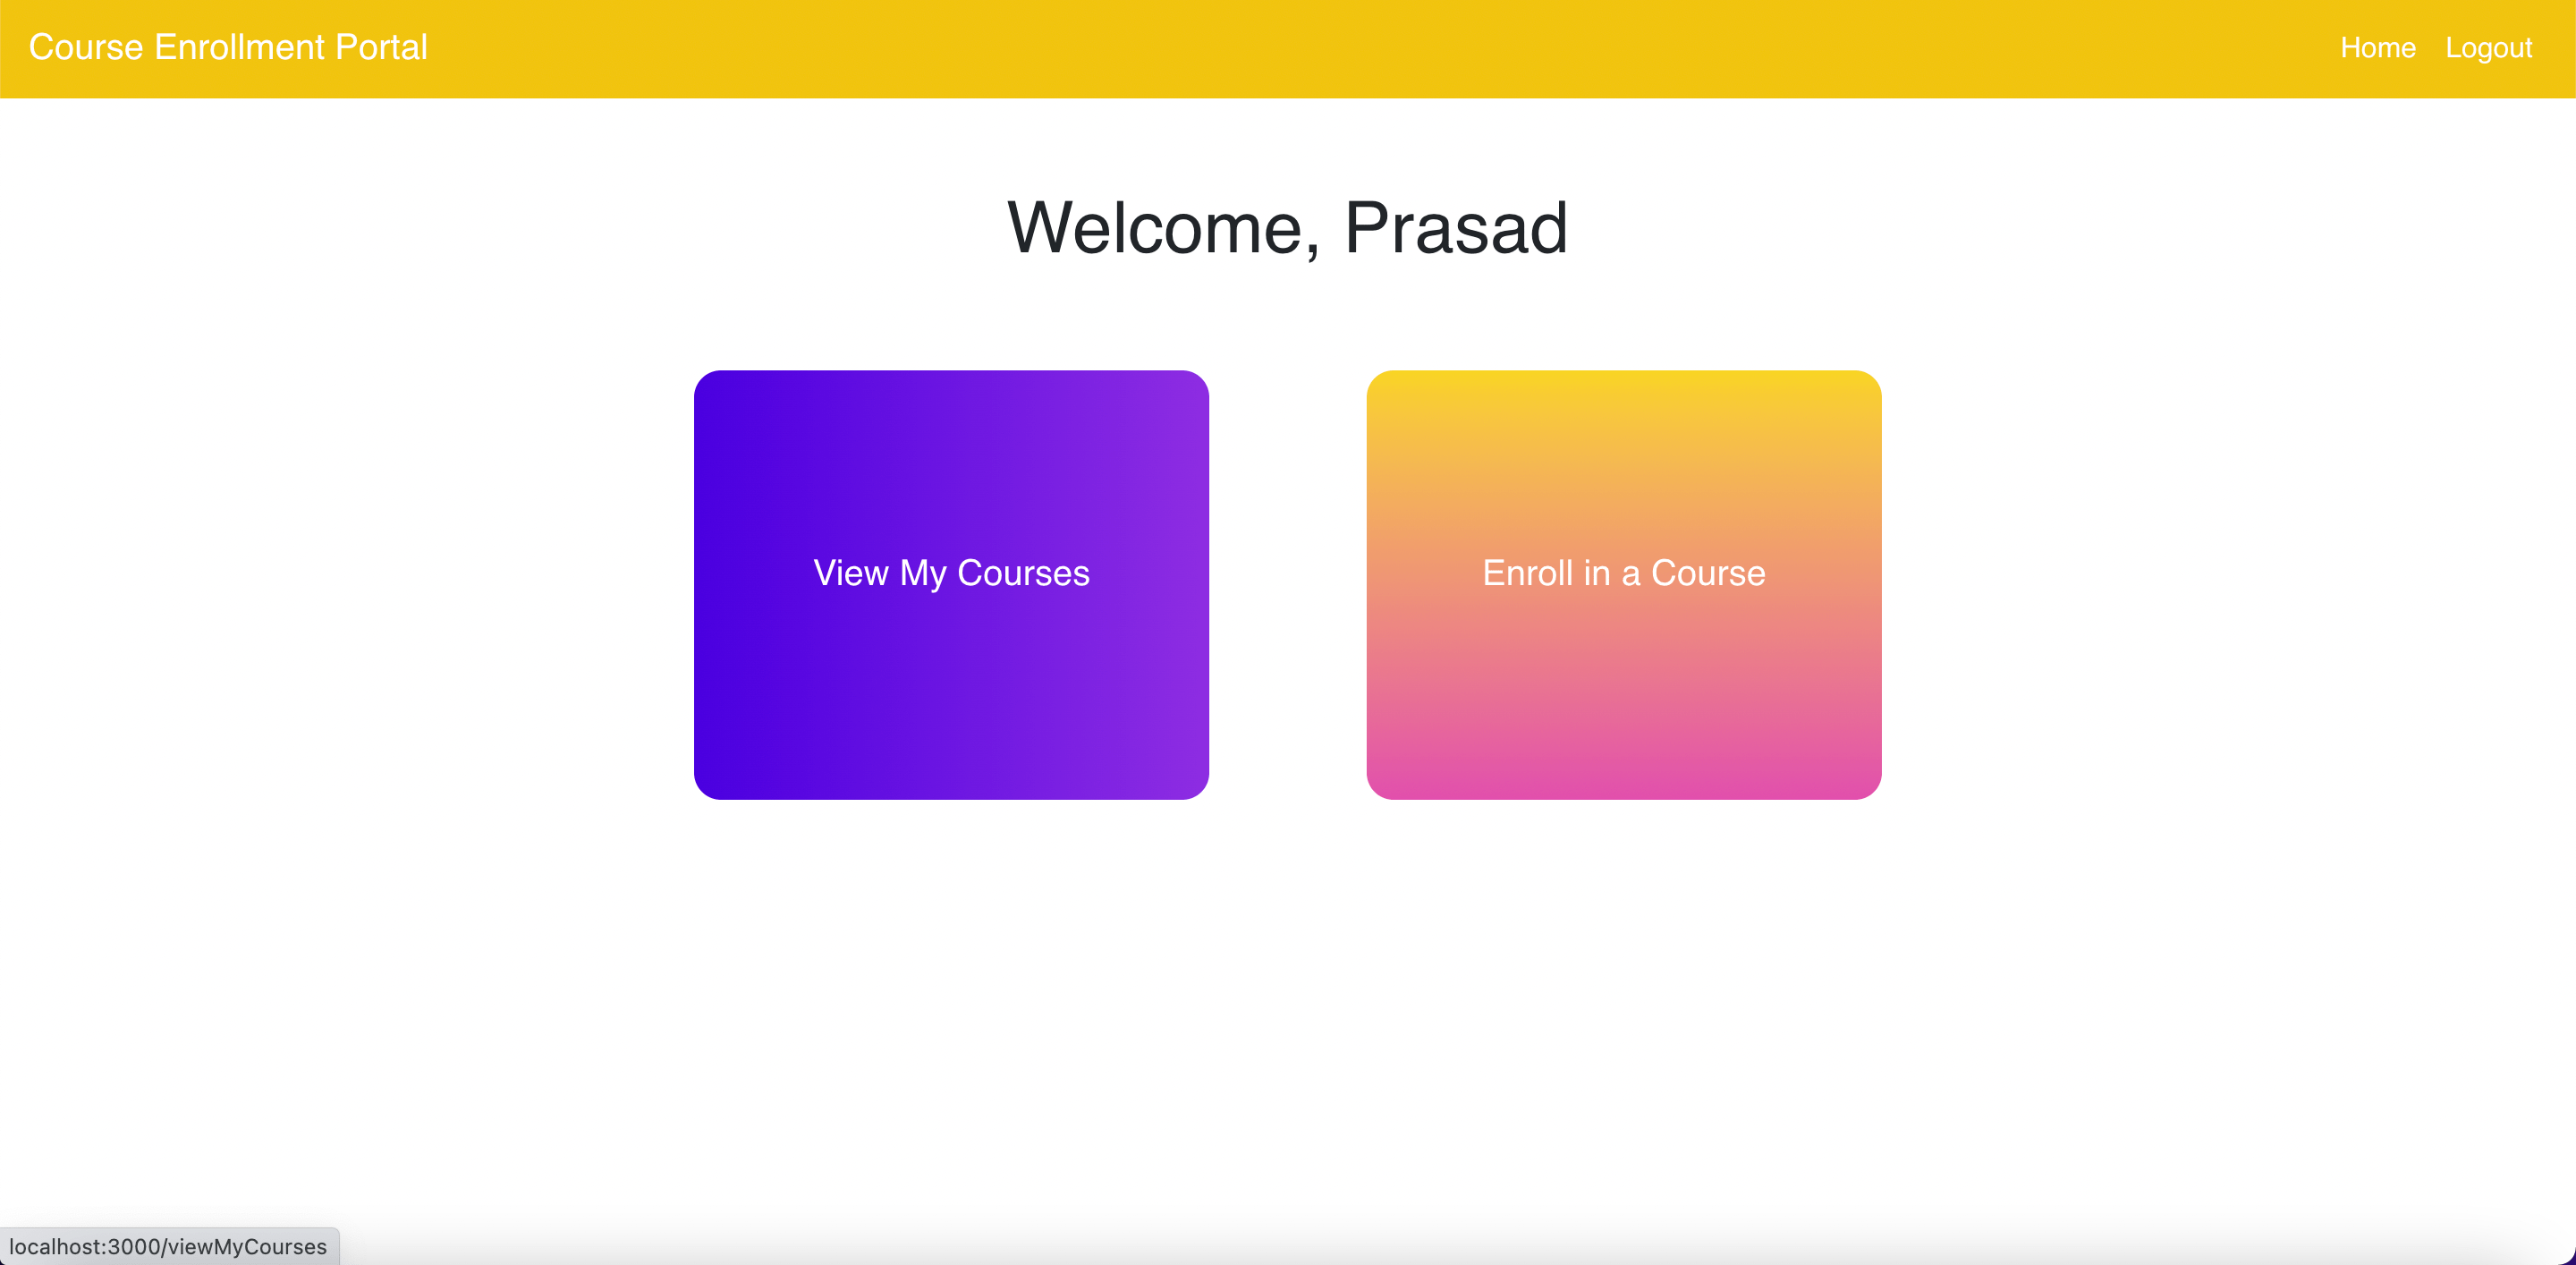 Course Enrollment Portal
Home Logout
Welcome, Prasad
View My Courses
Enroll in a Course
localhost:3000/viewMyCourses